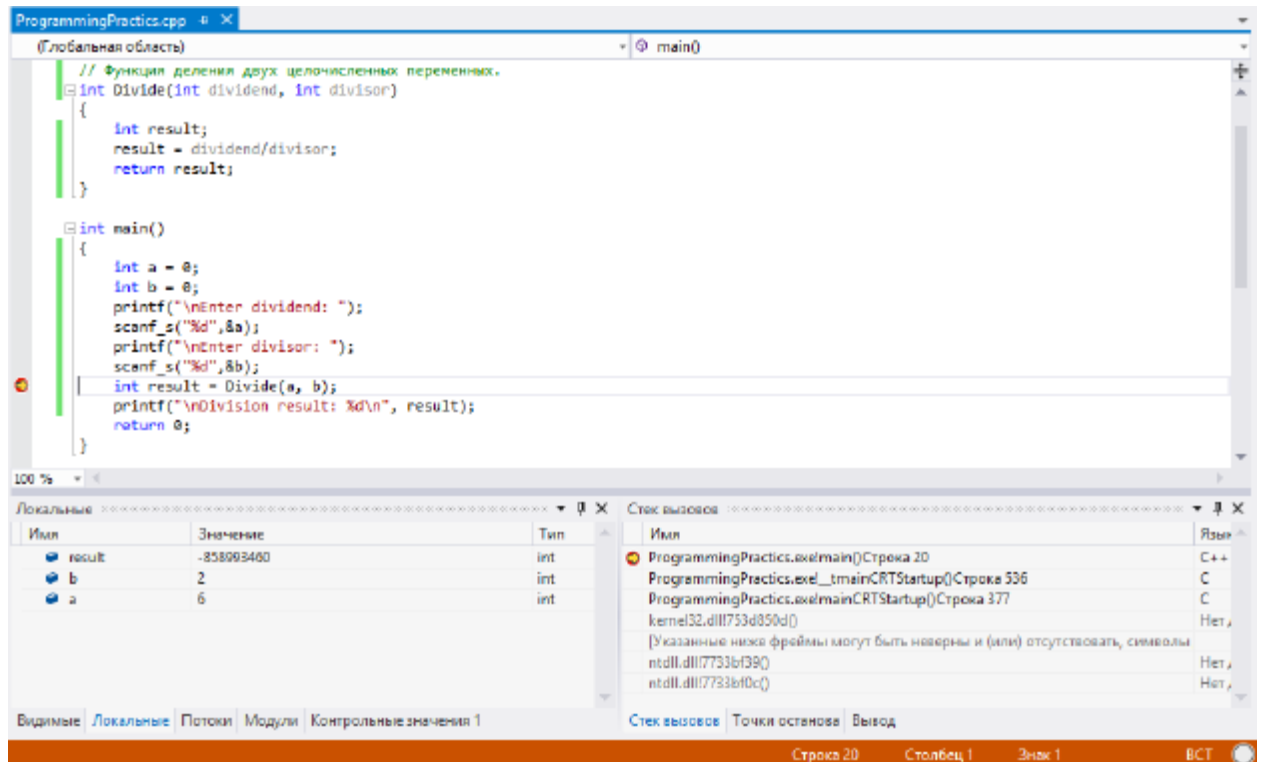 ProgrammingPractics.cpp
(Глобальная область) main()
// Функция деления двух целочисленных переменных.
int Divide(int dividend, int divisor)
{
int result;
result = dividend/divisor;
return result;
}
int main()
{
int a = 0;
int b = 0;
printf("\nEnter dividend: ");
scanf_s("%d",&a);
printf("\nEnter divisor: ");
scanf_s("%d",&b);
int result = Divide(a, b);
printf("\nDivision result: %d\n", result);
return 0;
}
100 %
Локальные
Имя Значение Тип
result -858993460 int
b 2 int
a 6 int
Видимые Локальные Потоки Модули Контрольные значения 1
Стек вызовов
Имя Язык
ProgrammingPractics.exe!main()Строка 20 C++
ProgrammingPractics.exe!__tmainCRTStartup()Строка 536 C
ProgrammingPractics.exe!mainCRTStartup()Строка 377 C
kernel32.dll!753d850d() Нет
[Указанные ниже фреймы могут быть неверны и (или) отсутствовать, символы
ntdll.dll!7733bf39() Нет
ntdll.dll!7733bf0c() Нет
Стек вызовов Точки останова Вывод
Строка 20 Столбец 1 Знак 1 ВСТ